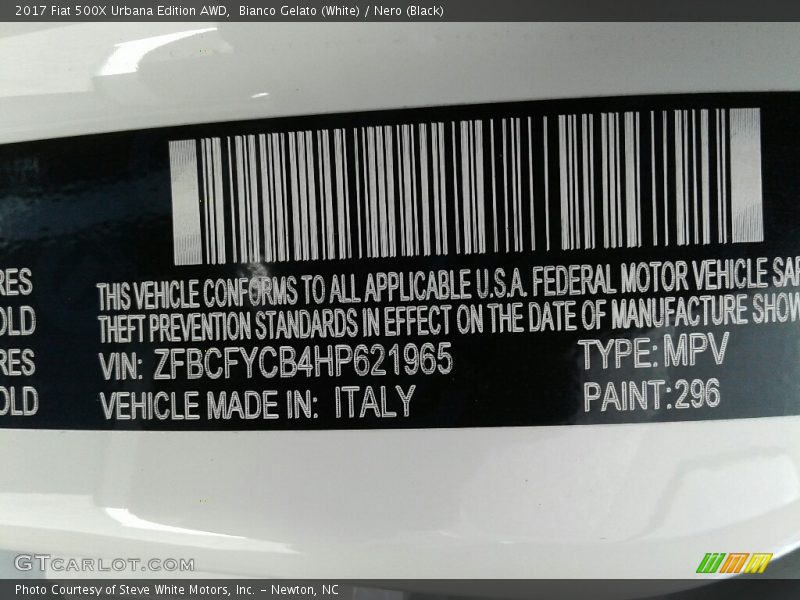 2017 Fiat 500X Urbana Edition AWD,  Bianco Gelato (White) / Nero (Black)
RES
OLD
RES
OLD
THIS VEHICLE CONFORMS TO ALL APPLICABLE U.S.A. FEDERAL MOTOR VEHICLE SAF
THEFT PREVENTION STANDARDS IN EFFECT ON THE DATE OF MANUFACTURE SHOW
VIN: ZFBCFYCB4HP621965 TYPE: MPV
VEHICLE MADE IN: ITALY PAINT: 296
GTCARLOT.COM
Photo Courtesy of Steve White Motors, Inc. – Newton, NC